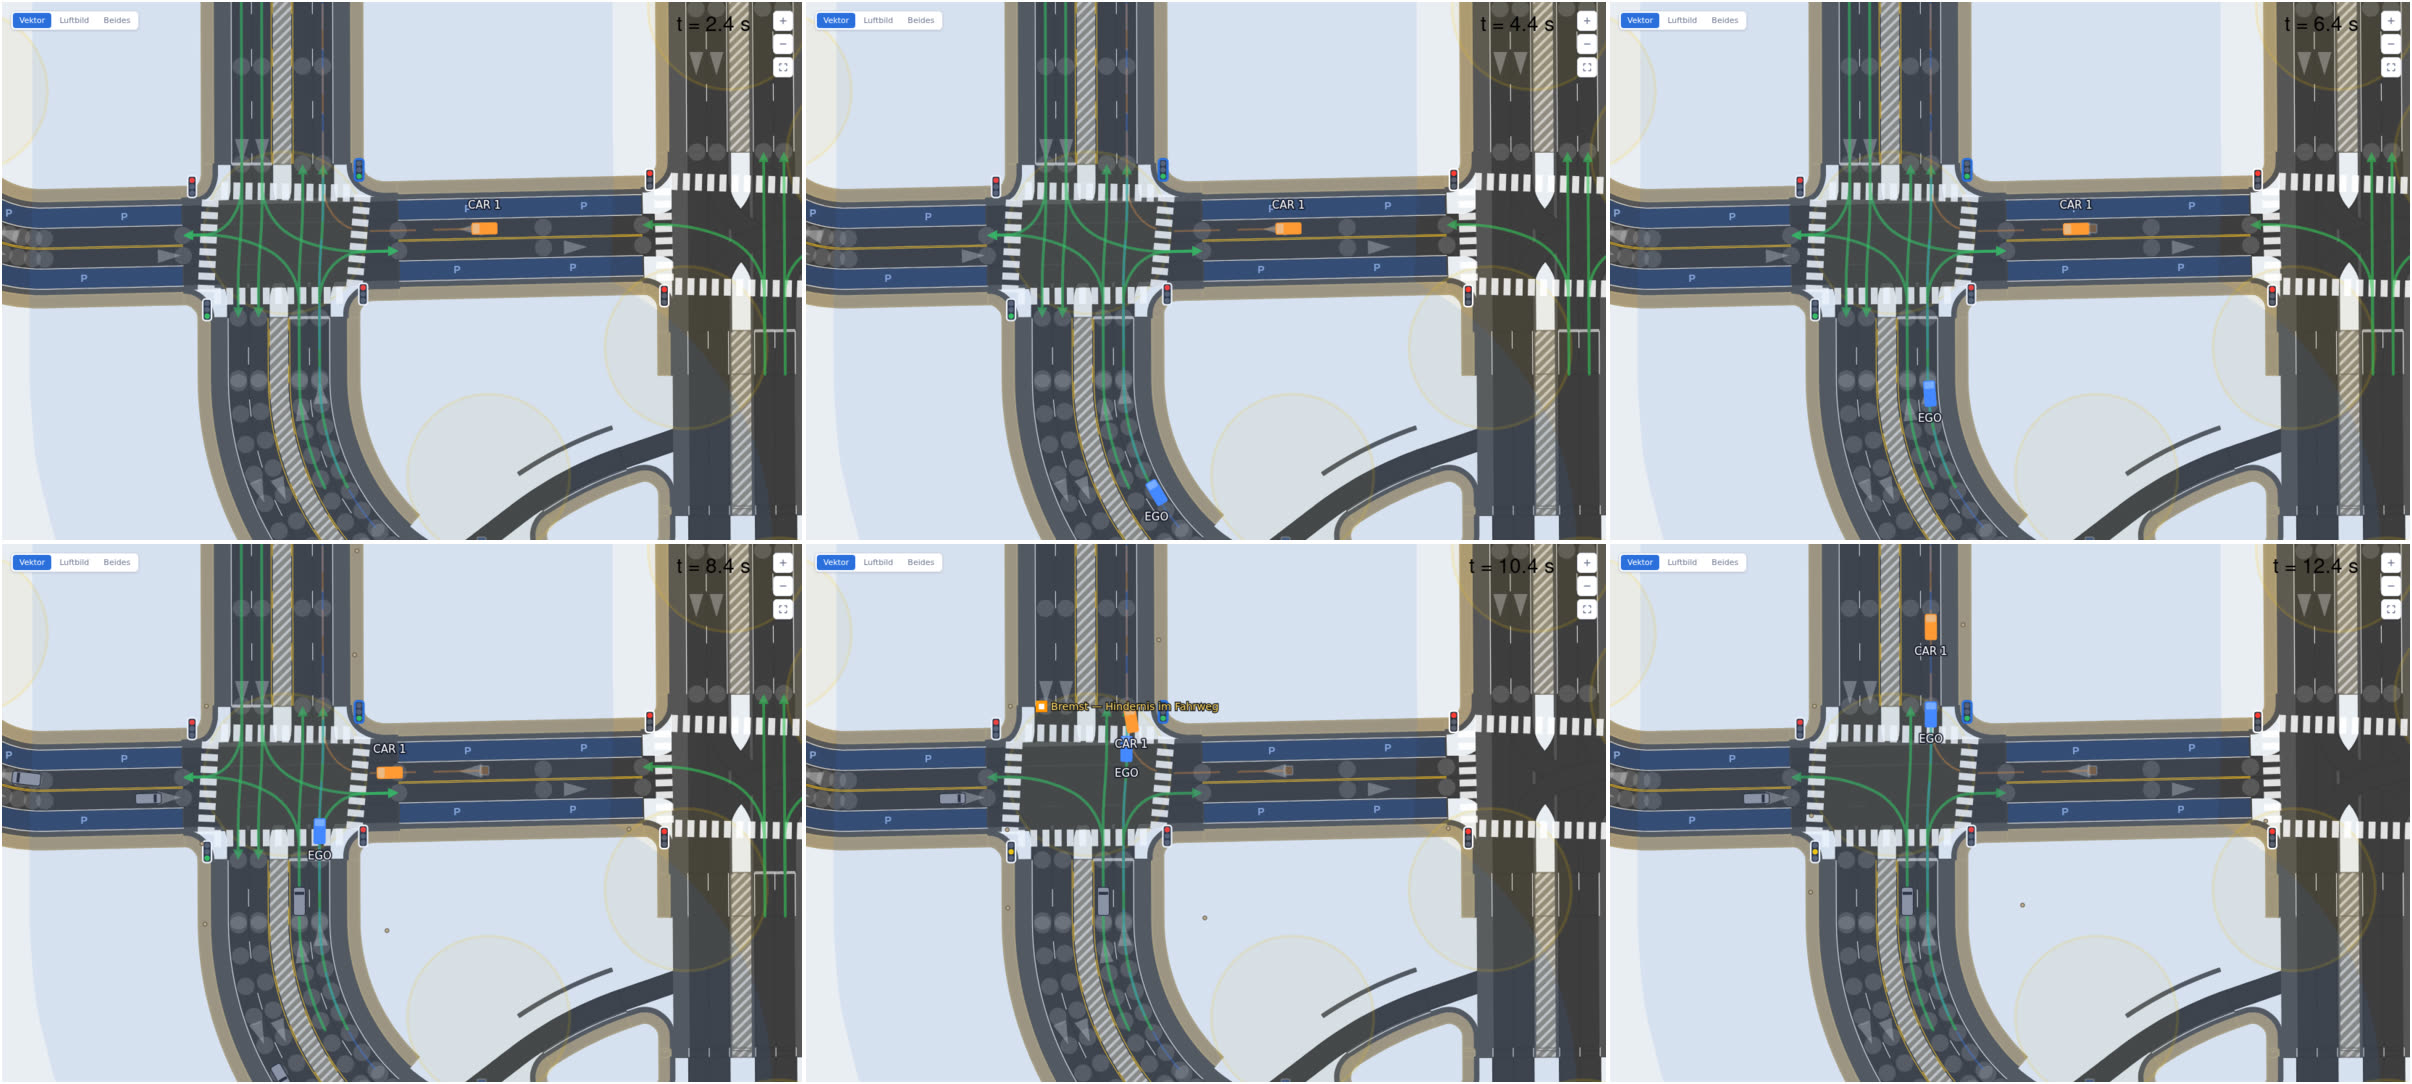 Vektor Luftbild Beides t = 2.4 s +
−
P P CAR 1 P
P P P
Vektor Luftbild Beides t = 4.4 s +
−
P P CAR 1 P
P P P
EGO
Vektor Luftbild Beides t = 6.4 s +
−
P CAR 1 P
P P P
EGO
Vektor Luftbild Beides t = 8.4 s +
−
P P CAR 1 P P
P P P
EGO
Vektor Luftbild Beides t = 10.4 s +
−
Bremst — Hindernis im Fahrweg
CAR 1
P P P
EGO
P P P
Vektor Luftbild Beides t = 12.4 s +
−
CAR 1
EGO
P P P
P P P